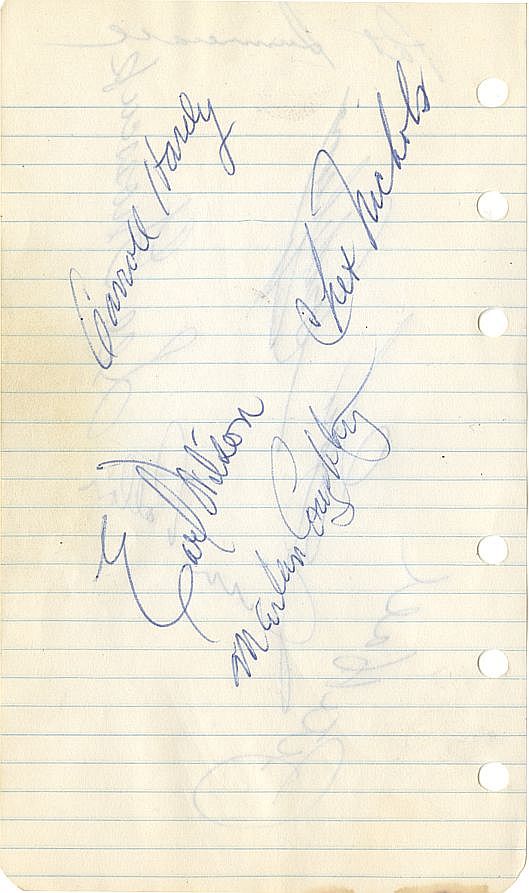 Carroll Hardy
Chet Nichols
Earl Wilson
Marlan Coughtry